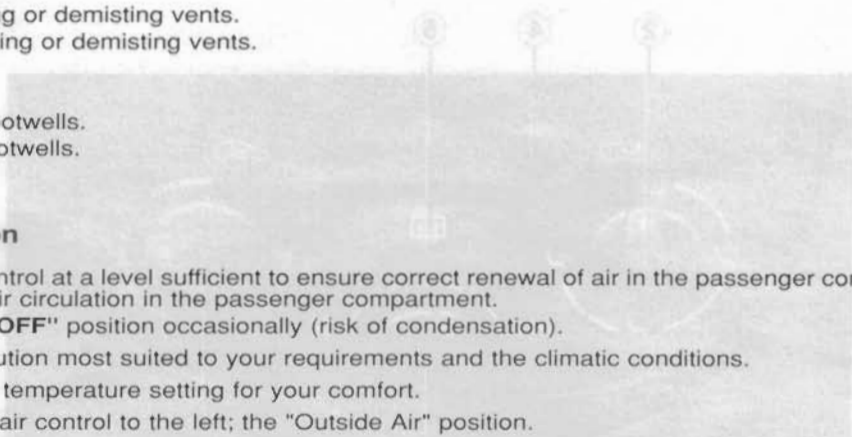 g or demisting vents.
ing or demisting vents.
otwells.
otwells.
n
ntrol at a level sufficient to ensure correct renewal of air in the passenger co
ir circulation in the passenger compartment.
OFF" position occasionally (risk of condensation).
ution most suited to your requirements and the climatic conditions.
temperature setting for your comfort.
air control to the left; the "Outside Air" position.